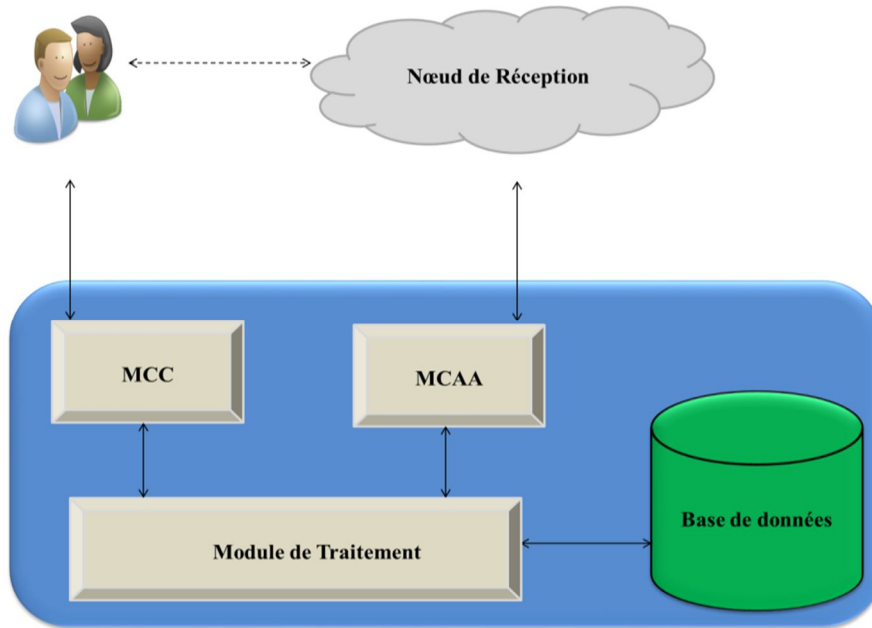 Nœud de Réception
MCC
MCAA
Module de Traitement
Base de données